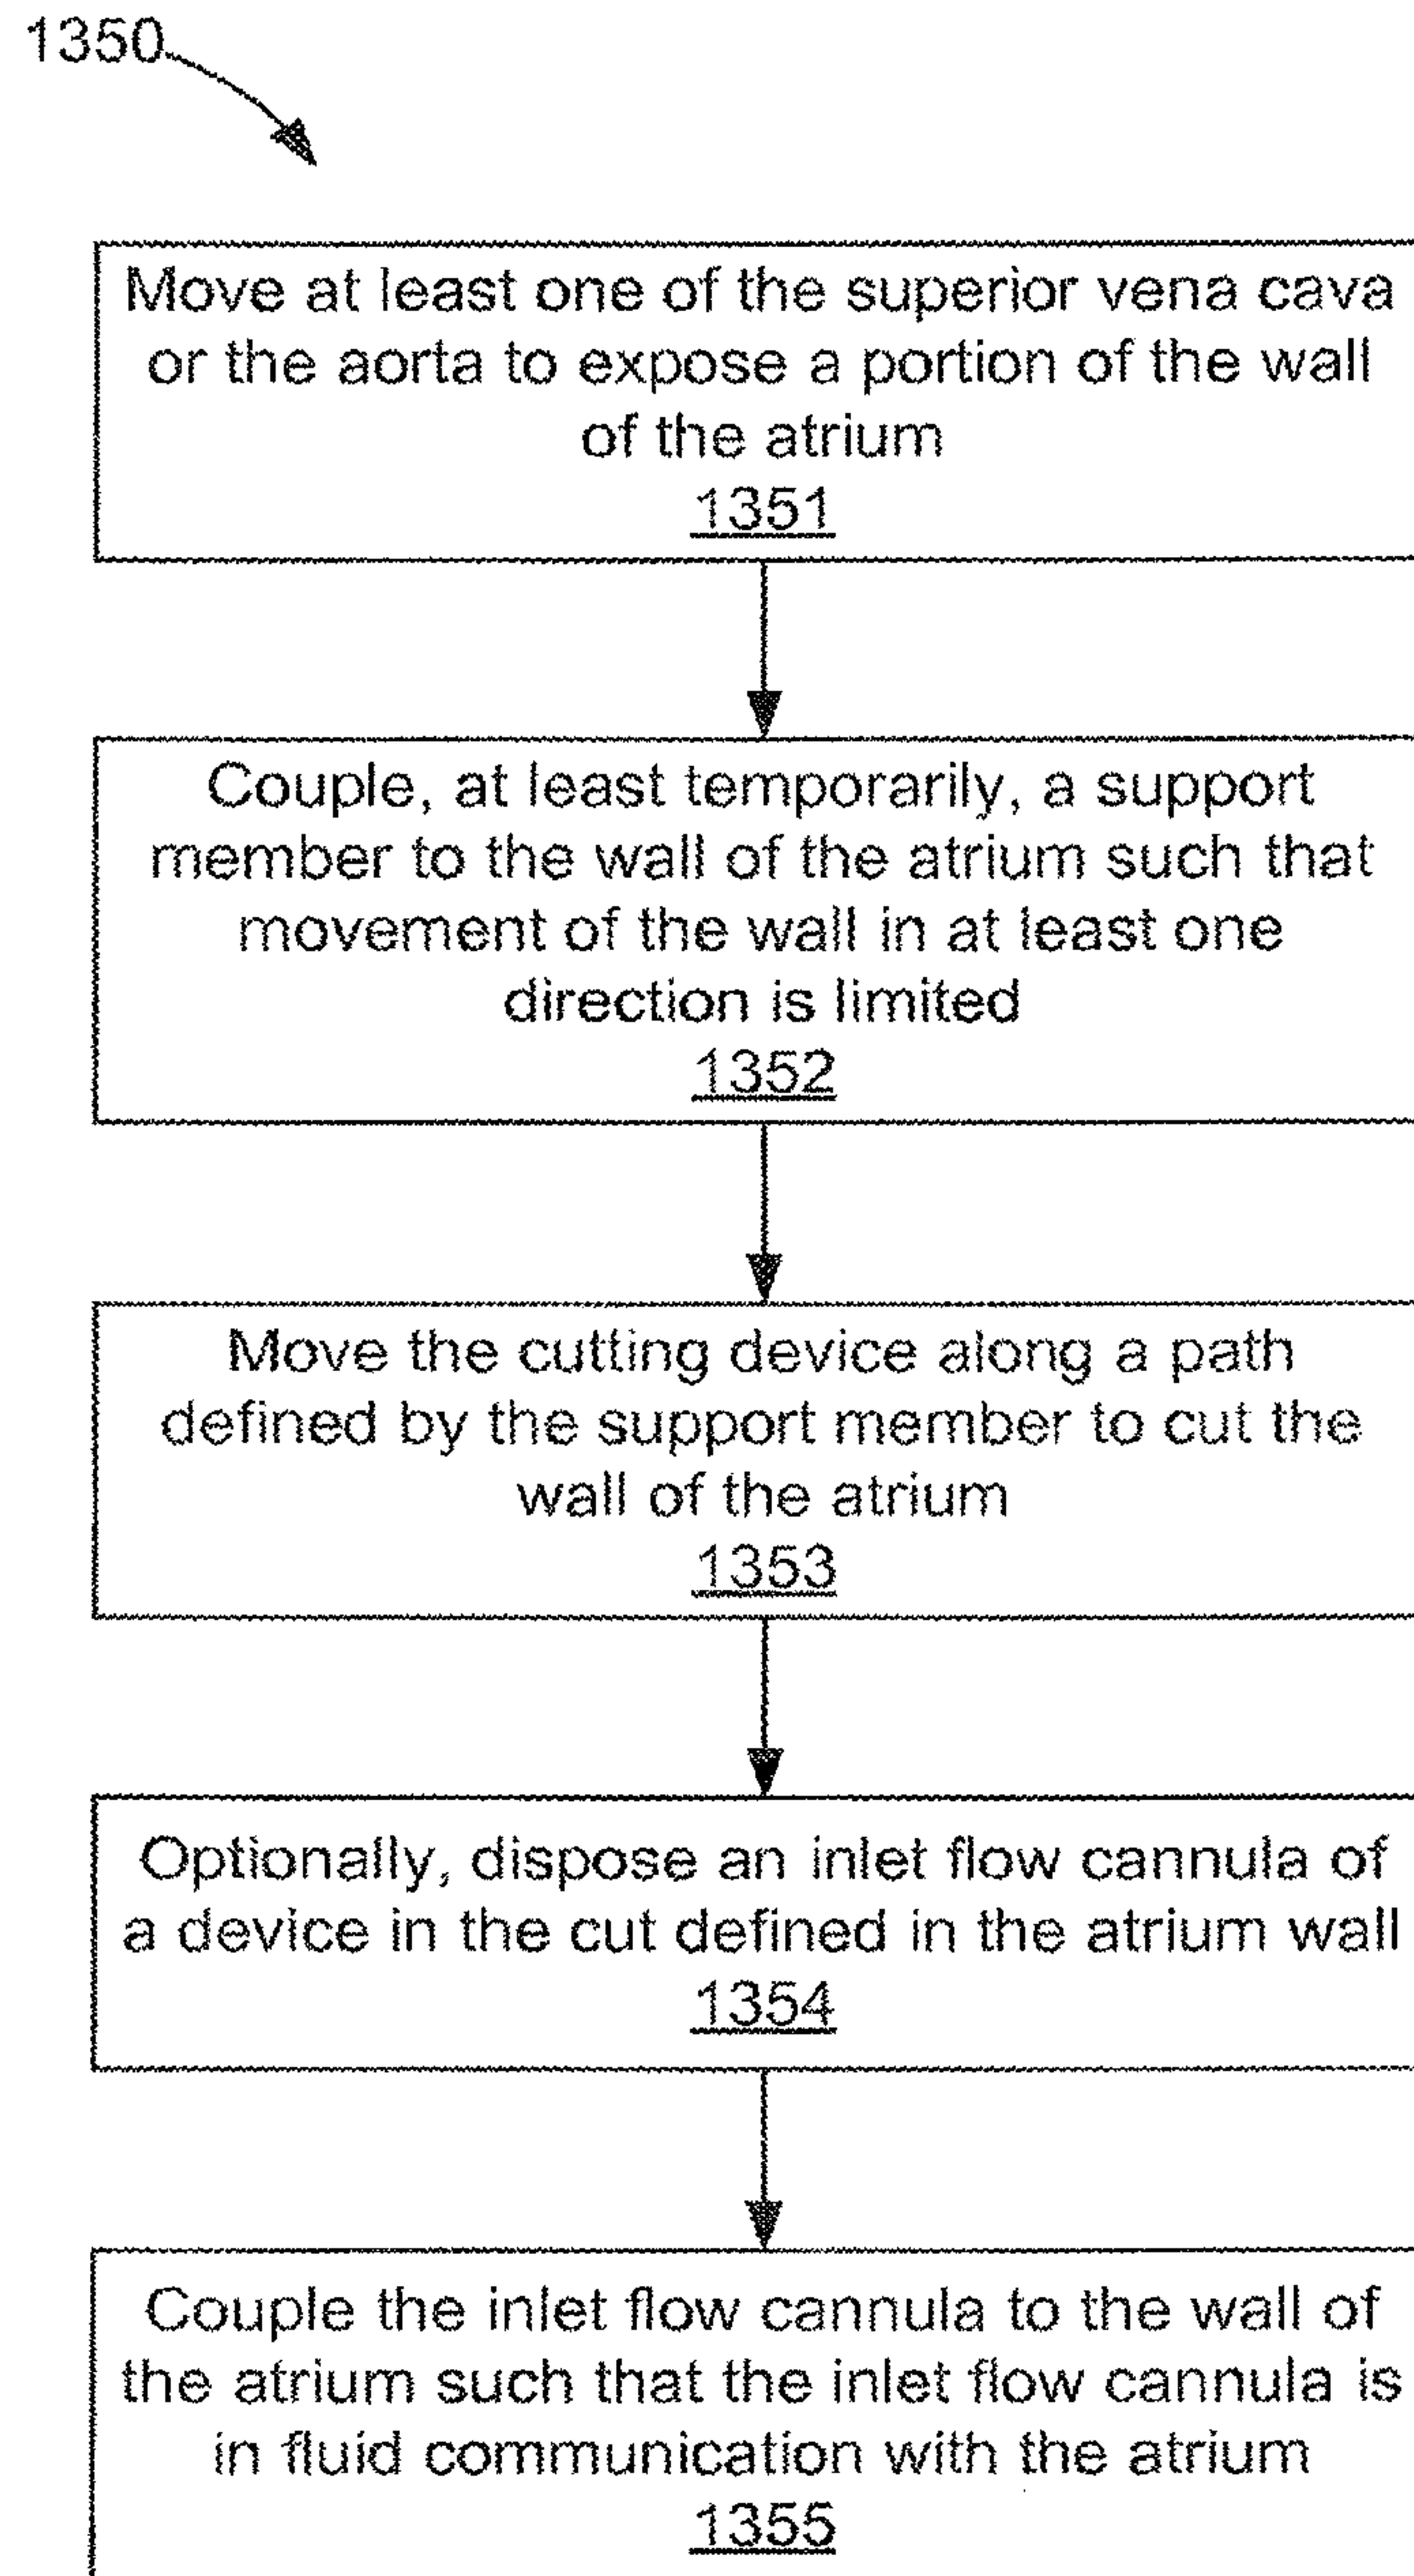 1350
Move at least one of the superior vena cava
or the aorta to expose a portion of the wall
of the atrium
1351
Couple, at least temporarily, a support
member to the wall of the atrium such that
movement of the wall in at least one
direction is limited
1352
Move the cutting device along a path
defined by the support member to cut the
wall of the atrium
1353
Optionally, dispose an inlet flow cannula of
a device in the cut defined in the atrium wall
1354
Couple the inlet flow cannula to the wall of
the atrium such that the inlet flow cannula is
in fluid communication with the atrium
1355